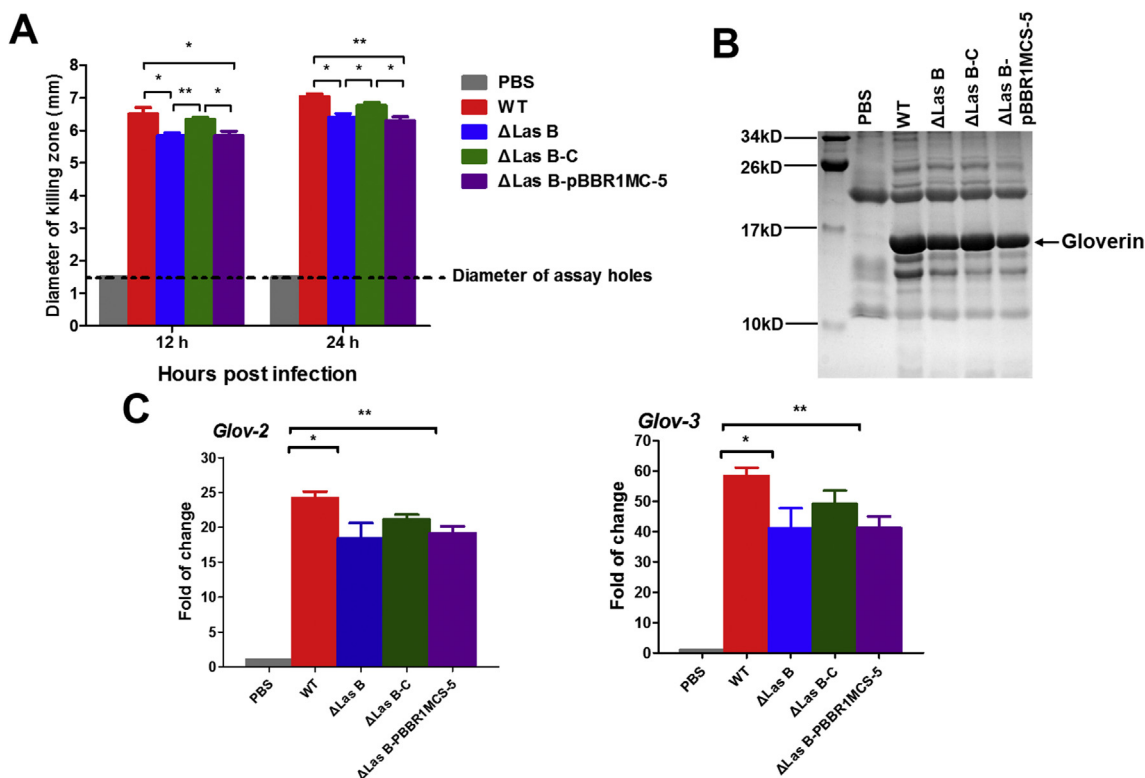 A
Diameter of killing zone (mm)
8
7
6
5
4
3
2
1
0
*
*
**
*
**
*
*
*
12 h
24 h
Hours post infection
PBS
WT
ΔLas B
ΔLas B-C
ΔLas B-pBBR1MC-5
Diameter of assay holes
B
PBS
WT
ΔLas B
ΔLas B-C
ΔLas B-
pBBR1MCS-5
34kD
26kD
17kD
10kD
Gloverin
C
Glov-2
**
*
Fold of change
30
25
20
15
10
5
0
PBS
WT
ΔLas B
ΔLas B-C
ΔLas B-PBBR1MCS-5
Glov-3
**
*
Fold of change
70
60
50
40
30
20
10
0
PBS
WT
ΔLas B
ΔLas B-C
ΔLas B-PBBR1MCS-5